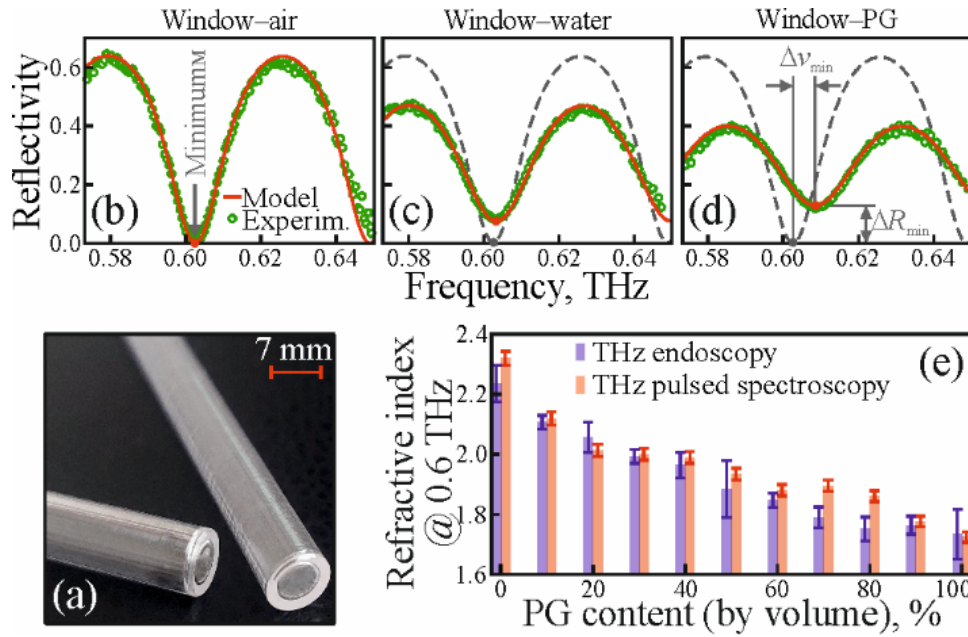 Window–air
Window–water
Window–PG
Reflectivity
0.6
0.4
0.2
0.0
Minimumм
Model
Experim.
(b)
(c)
(d)
Δν min
ΔR min
0.58 0.60 0.62 0.64
0.58 0.60 0.62 0.64
0.58 0.60 0.62 0.64
Frequency, THz
7 mm
(a)
Refractive index
@ 0.6 THz
2.4
2.2
2.0
1.8
1.6
THz endoscopy
THz pulsed spectroscopy
(e)
0 20 40 60 80 100
PG content (by volume), %